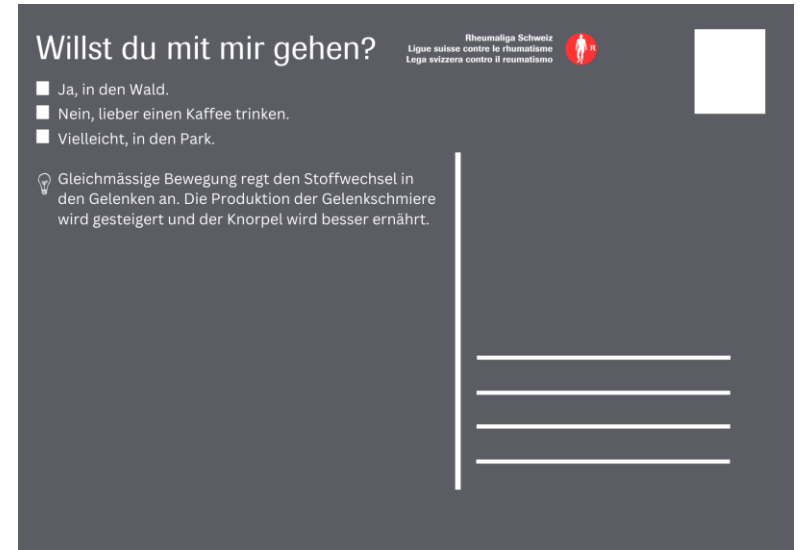 Willst du mit mir gehen?
Rheumaliga Schweiz
Ligue suisse contre le rhumatisme
Lega svizzera contro il reumatismo
R
Ja, in den Wald.
Nein, lieber einen Kaffee trinken.
Vielleicht, in den Park.
Gleichmässige Bewegung regt den Stoffwechsel in
den Gelenken an. Die Produktion der Gelenkschmiere
wird gesteigert und der Knorpel wird besser ernährt.